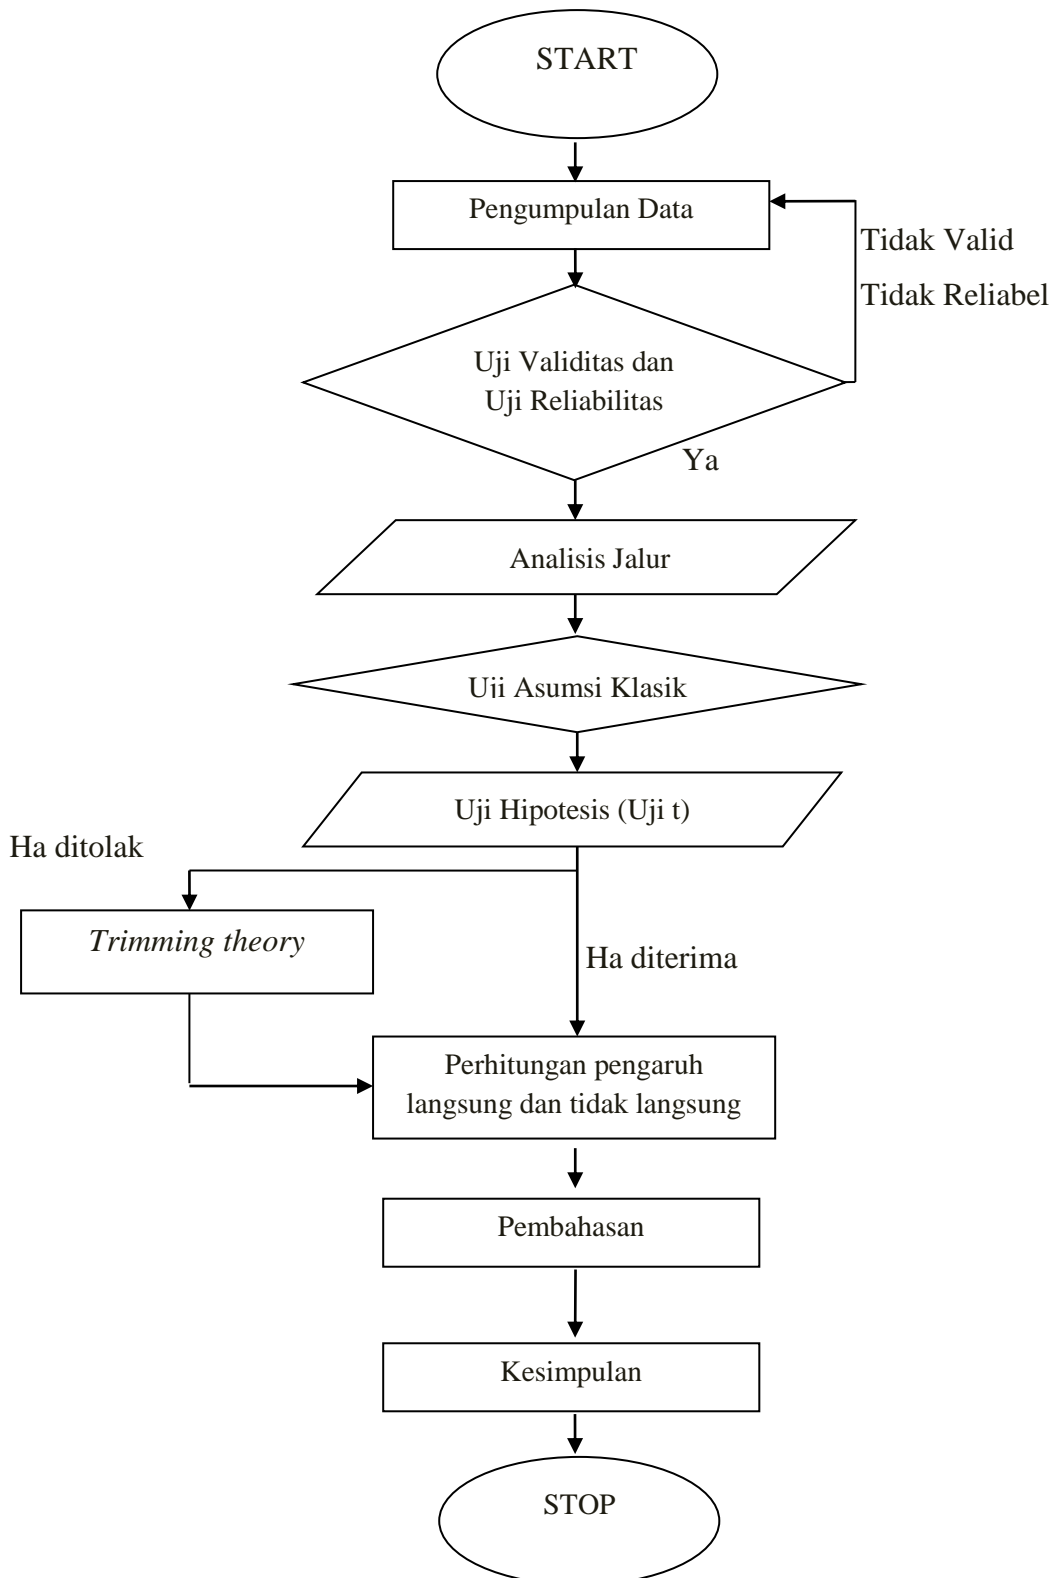 START
Pengumpulan Data
Tidak Valid
Tidak Reliabel
Uji Validitas dan
Uji Reliabilitas
Ya
Analisis Jalur
Uji Asumsi Klasik
Uji Hipotesis (Uji t)
Ha ditolak
Trimming theory
Ha diterima
Perhitungan pengaruh
langsung dan tidak langsung
Pembahasan
Kesimpulan
STOP